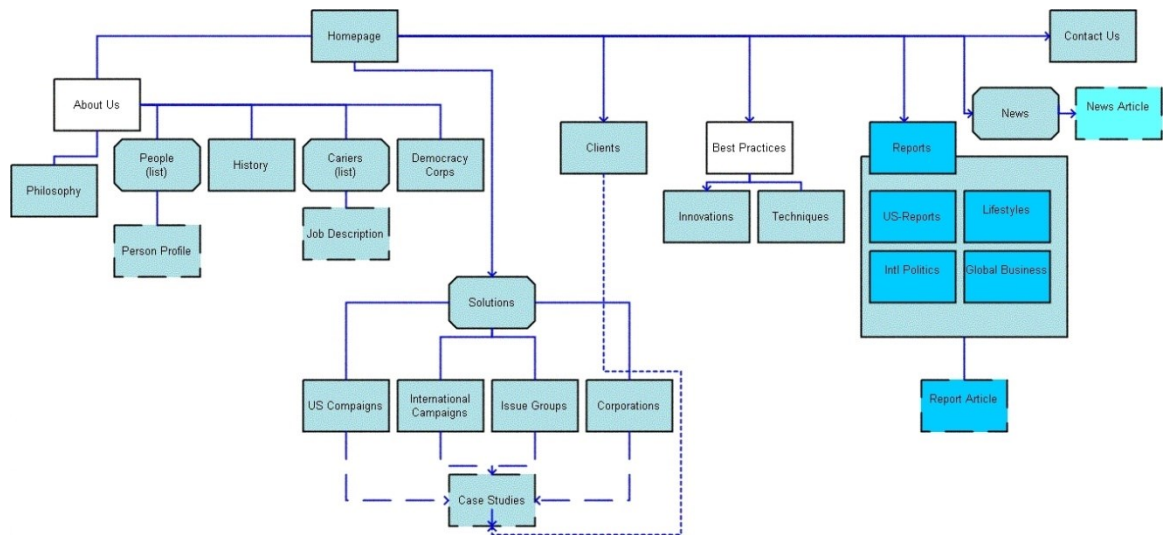 Homepage
Contact Us
About Us
News
News Article
People
(list)
History
Cariers
(list)
Democracy
Corps
Clients
Best Practices
Reports
Philosophy
US-Reports
Lifestyles
Innovations
Techniques
Person Profile
Job Description
Intl Politics
Global Business
Solutions
US Compaigns
International
Campaigns
Issue Groups
Corporations
Report Article
Case Studies